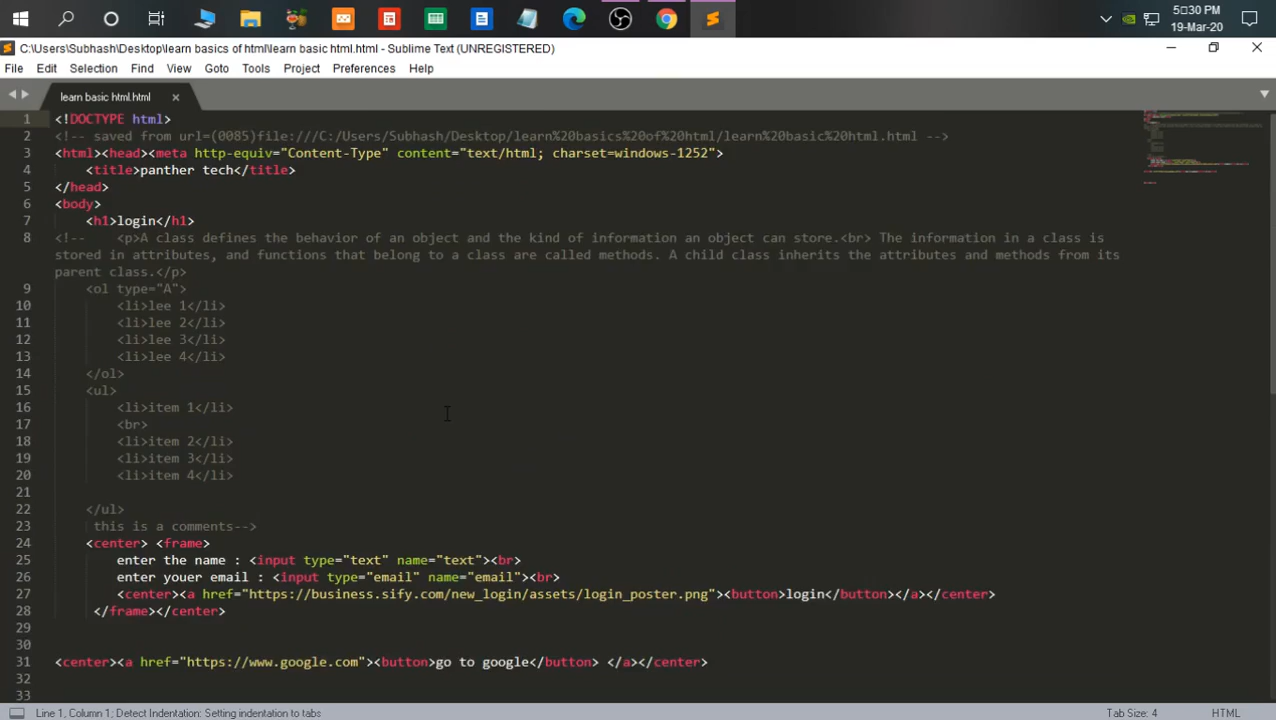 5:30 PM
19-Mar-20
C:\Users\Subhash\Desktop\learn basics of html\learn basic html.html - Sublime Text (UNREGISTERED)
File Edit Selection Find View Goto Tools Project Preferences Help
learn basic html.html
1 <!DOCTYPE html>
2 <!-- saved from url=(0085)file:///C:/Users/Subhash/Desktop/learn%20basics%20of%20html/learn%20basic%20html.html -->
3 <html><head><meta http-equiv="Content-Type" content="text/html; charset=windows-1252">
4 <title>panther tech</title>
5 </head>
6 <body>
7 <h1>login</h1>
8 <!-- <p>A class defines the behavior of an object and the kind of information an object can store.<br> The information in a class is
stored in attributes, and functions that belong to a class are called methods. A child class inherits the attributes and methods from its
parent class.</p>
9 <ol type="A">
10 <li>lee 1</li>
11 <li>lee 2</li>
12 <li>lee 3</li>
13 <li>lee 4</li>
14 </ol>
15 <ul>
16 <li>item 1</li>
17 <br>
18 <li>item 2</li>
19 <li>item 3</li>
20 <li>item 4</li>
21
22 </ul>
23 this is a comments-->
24 <center> <frame>
25 enter the name : <input type="text" name="text"><br>
26 enter youer email : <input type="email" name="email"><br>
27 <center><a href="https://business.sify.com/new_login/assets/login_poster.png"><button>login</button></a></center>
28 </frame></center>
29
30
31 <center><a href="https://www.google.com"><button>go to google</button> </a></center>
32
33
Line 1, Column 1; Detect Indentation: Setting indentation to tabs Tab Size: 4 HTML